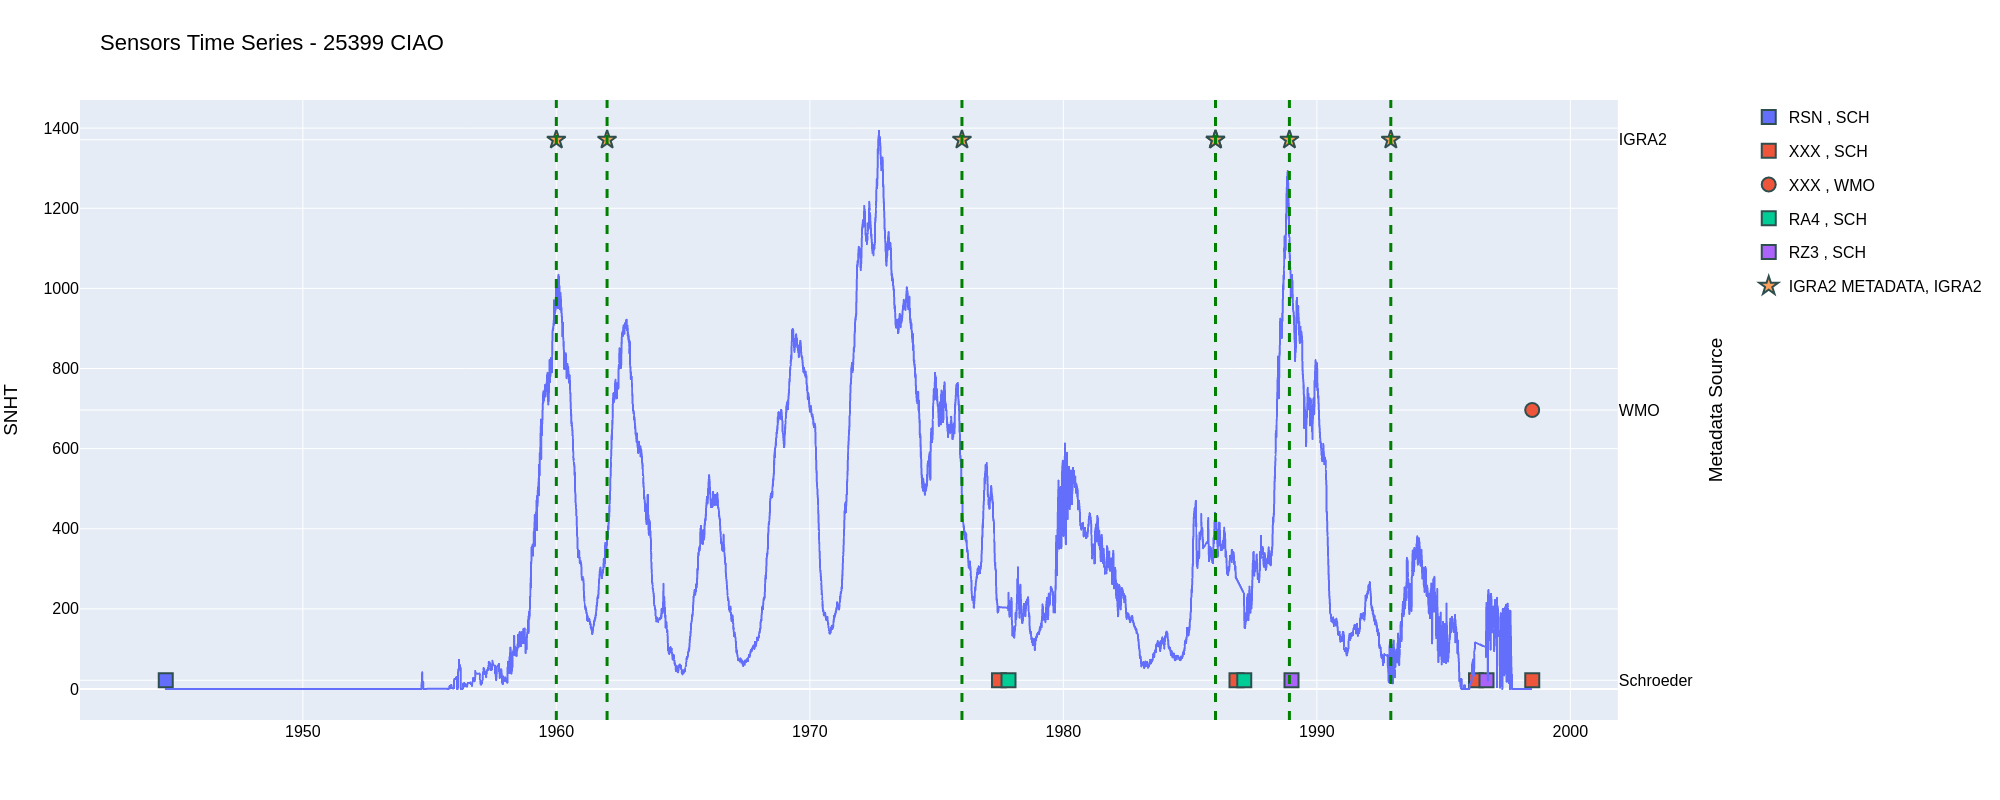 Sensors Time Series - 25399 CIAO
SNHT
1400
1200
1000
800
600
400
200
0
1950
1960
1970
1980
1990
2000
IGRA2
WMO
Schroeder
Metadata Source
RSN , SCH
XXX , SCH
XXX , WMO
RA4 , SCH
RZ3 , SCH
IGRA2 METADATA, IGRA2